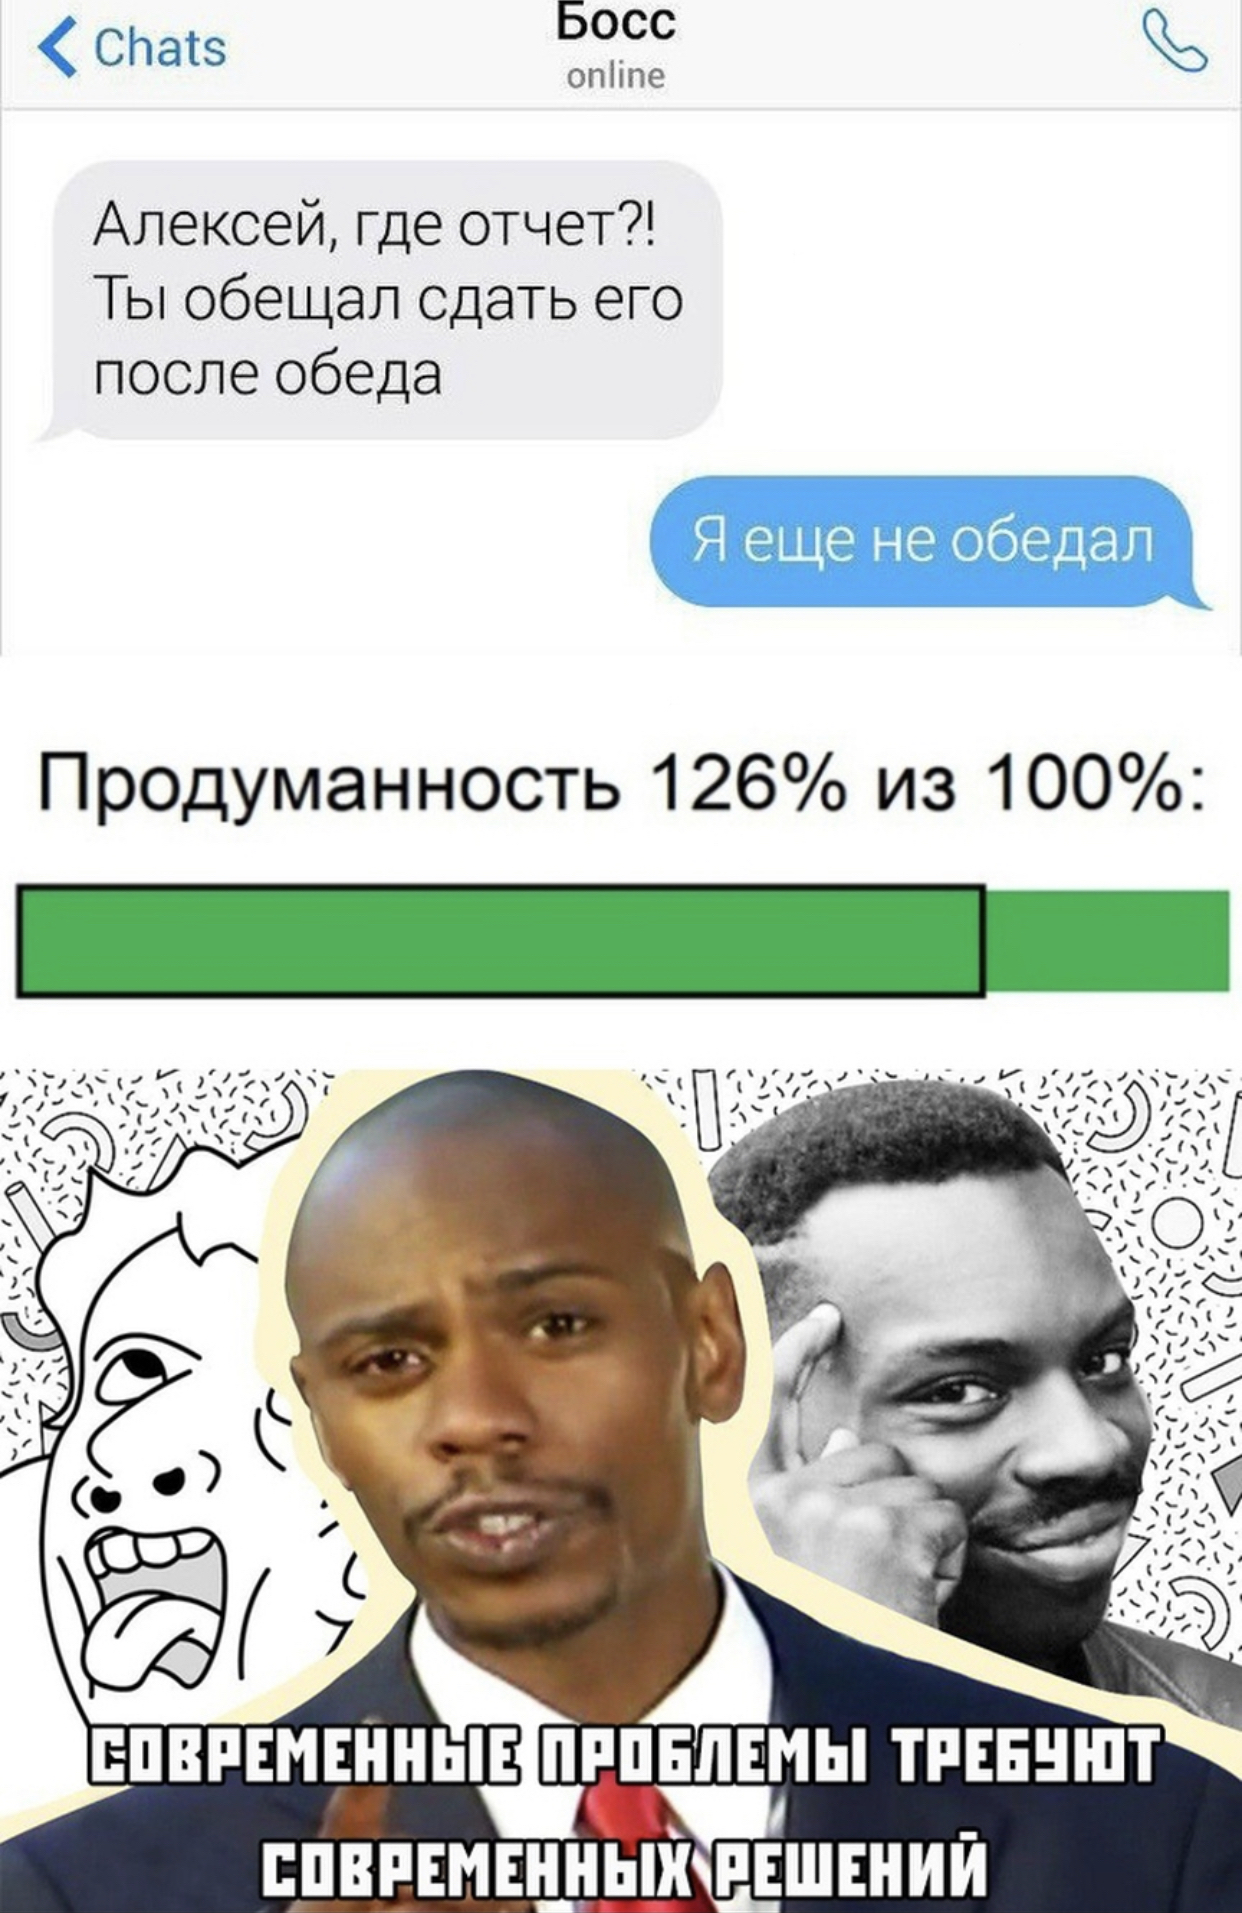 Chats
Босс
online
Алексей, где отчет?!
Ты обещал сдать его
после обеда
Я еще не обедал
Продуманность 126% из 100%:
СОВРЕМЕННЫЕ ПРОБЛЕМЫ ТРЕБУЮТ
СОВРЕМЕННЫХ РЕШЕНИЙ